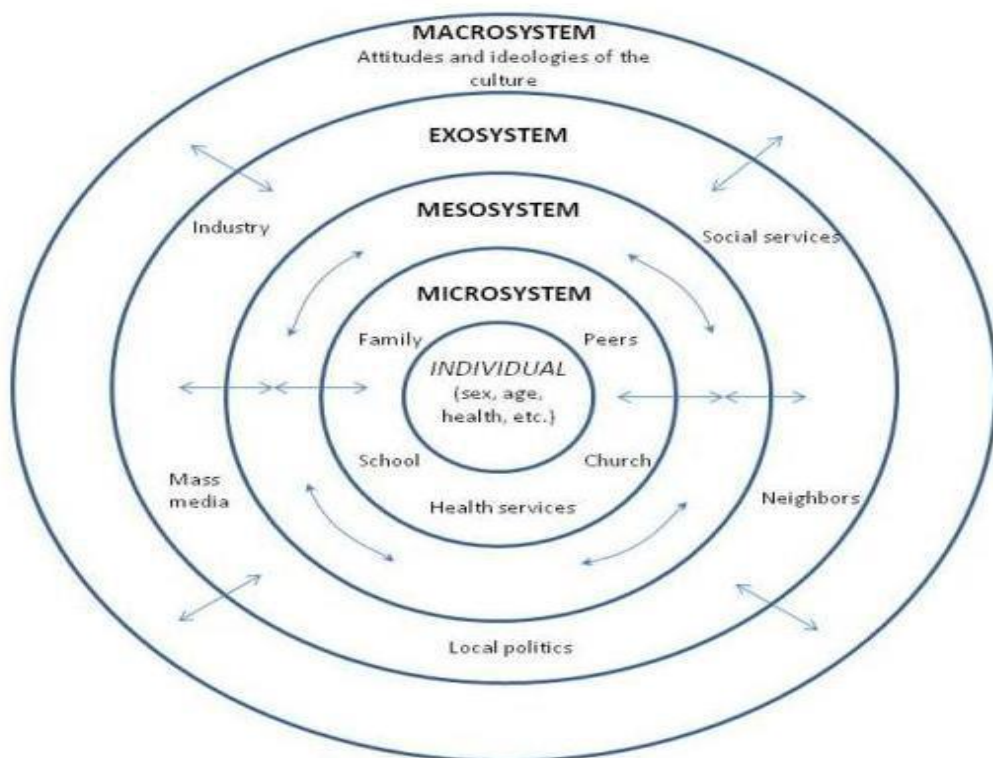 MACROSYSTEM
Attitudes and ideologies of the
culture
EXOSYSTEM
Industry
Social services
MESOSYSTEM
MICROSYSTEM
Family
Peers
INDIVIDUAL
(sex, age,
health, etc.)
School
Church
Mass
media
Neighbors
Health services
Local politics